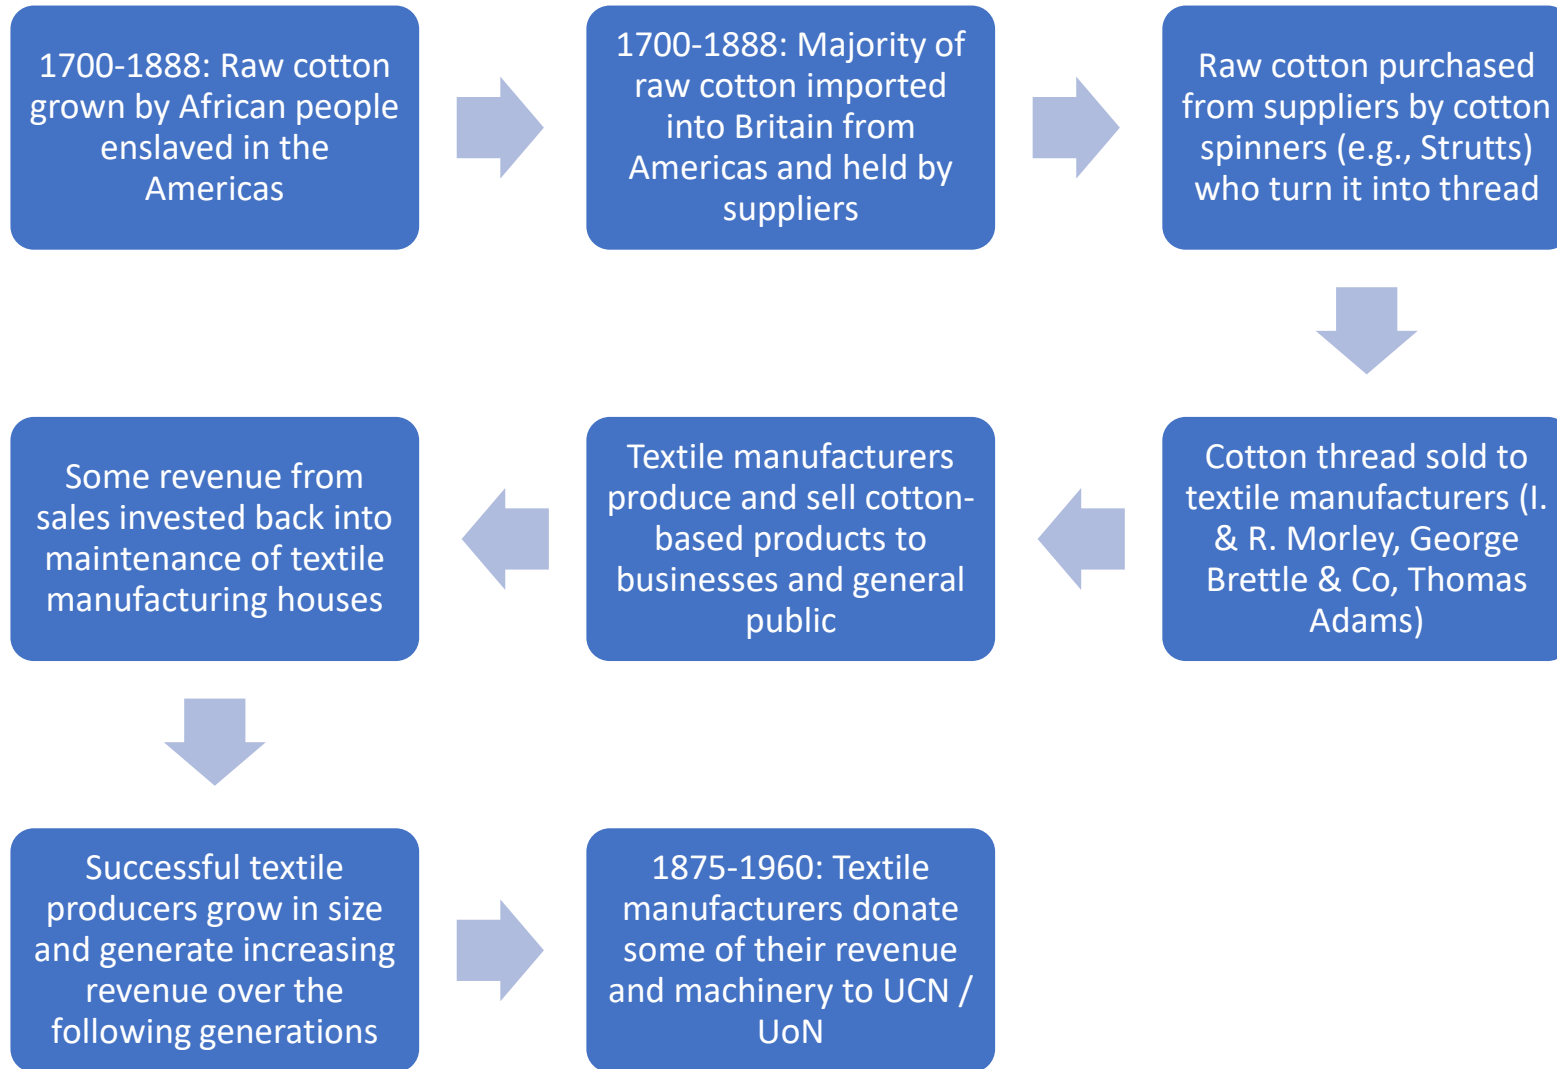 1700-1888: Raw cotton
grown by African people
enslaved in the
Americas
1700-1888: Majority of
raw cotton imported
into Britain from
Americas and held by
suppliers
Raw cotton purchased
from suppliers by cotton
spinners (e.g., Strutts)
who turn it into thread
Cotton thread sold to
textile manufacturers (I.
& R. Morley, George
Brettle & Co, Thomas
Adams)
Textile manufacturers
produce and sell cotton-
based products to
businesses and general
public
Some revenue from
sales invested back into
maintenance of textile
manufacturing houses
Successful textile
producers grow in size
and generate increasing
revenue over the
following generations
1875-1960: Textile
manufacturers donate
some of their revenue
and machinery to UCN /
UoN